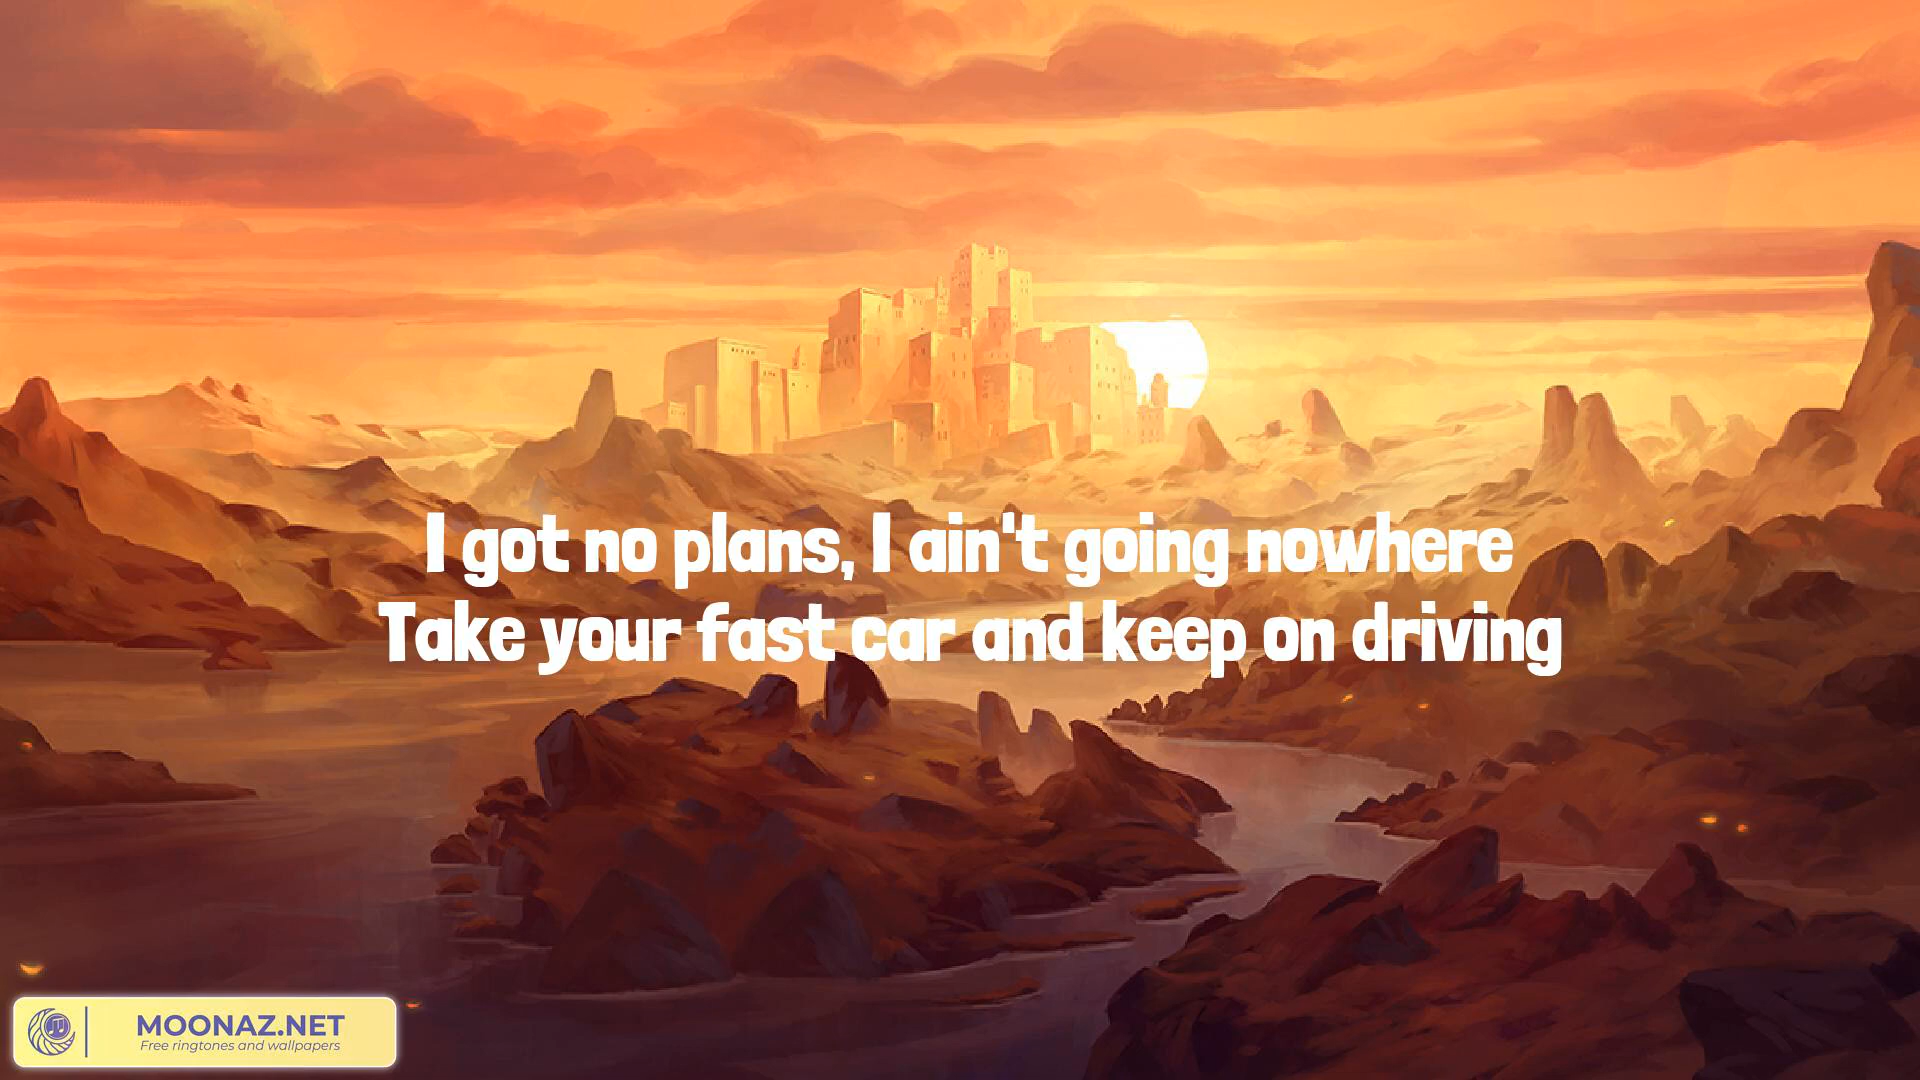 I got no plans, I ain't going nowhere
Take your fast car and keep on driving
MOONAZ.NET
Free ringtones and wallpapers